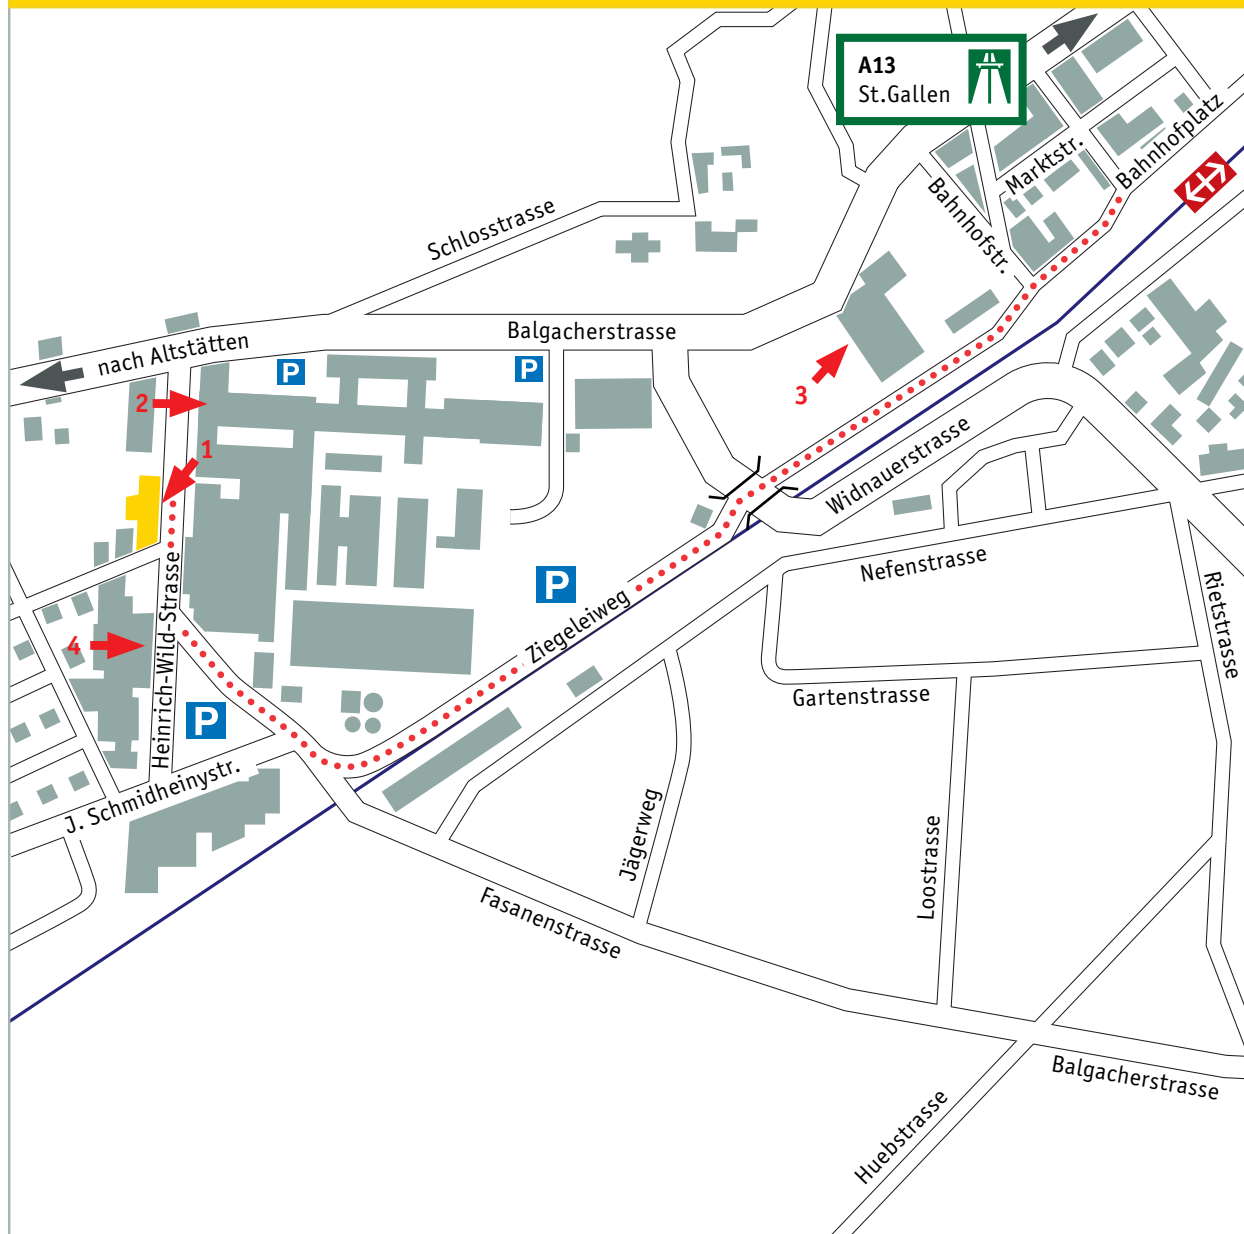 A13
St.Gallen
Bahnhofplatz
Marktstr.
Bahnhofstr.
Schlosstrasse
Balgacherstrasse
nach Altstätten
P
P
2
3
1
Widnauerstrasse
Nefenstrasse
P
Rietstrasse
Ziegeleiweg
Heinrich-Wild-Strasse
4
Gartenstrasse
P
J. Schmidheinystr.
Jägerweg
Loostrasse
Fasanenstrasse
Balgacherstrasse
Huebstrasse